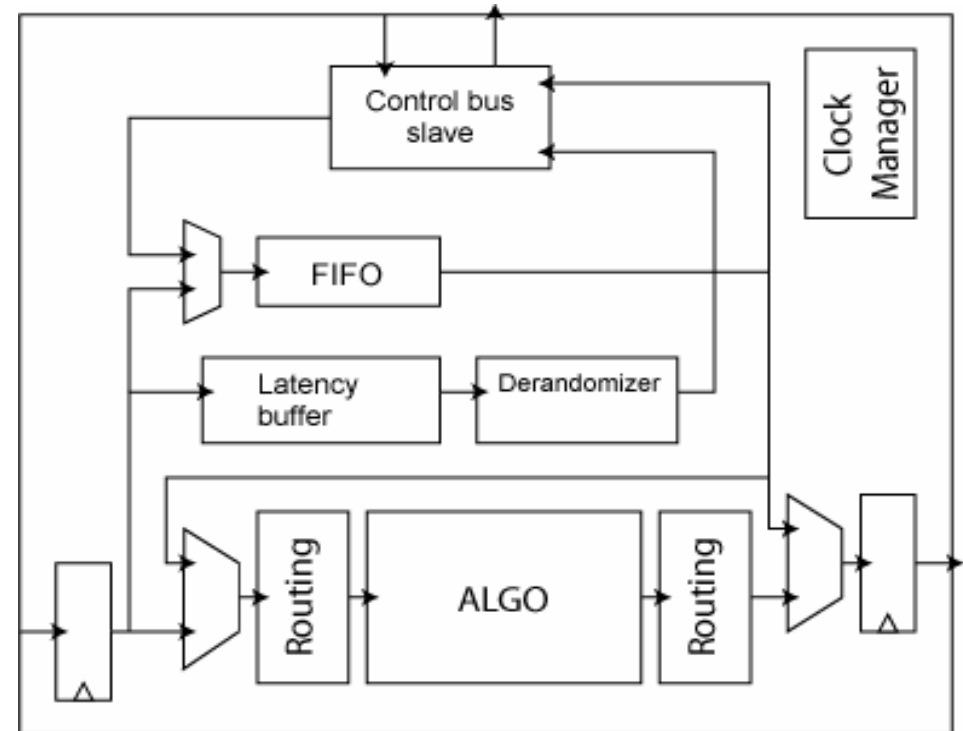 Control bus
slave
Clock
Manager
FIFO
Latency
buffer
Derandomizer
Routing
ALGO
Routing